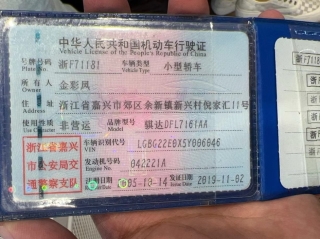 中华人民共和国机动车行驶证
Vehicle License of the People's Republic of China
号牌号码 浙F7118J 车辆类型 小型轿车
Plate No. Vehicle Type
所有人 金彩凤
Owner
住址 浙江省嘉兴市郊区余新镇新兴村倪家汇11号
Address
使用性质 非营运 品牌型号 骐达DFL7161AA
Use Character Model
浙江省嘉兴
市公安局交
通警察支队
车辆识别代号 LGBG22E0X5Y006046
VIN
发动机号码 042221A
Engine No.
注册日期 05-10-14 发证日期 2019-11-02